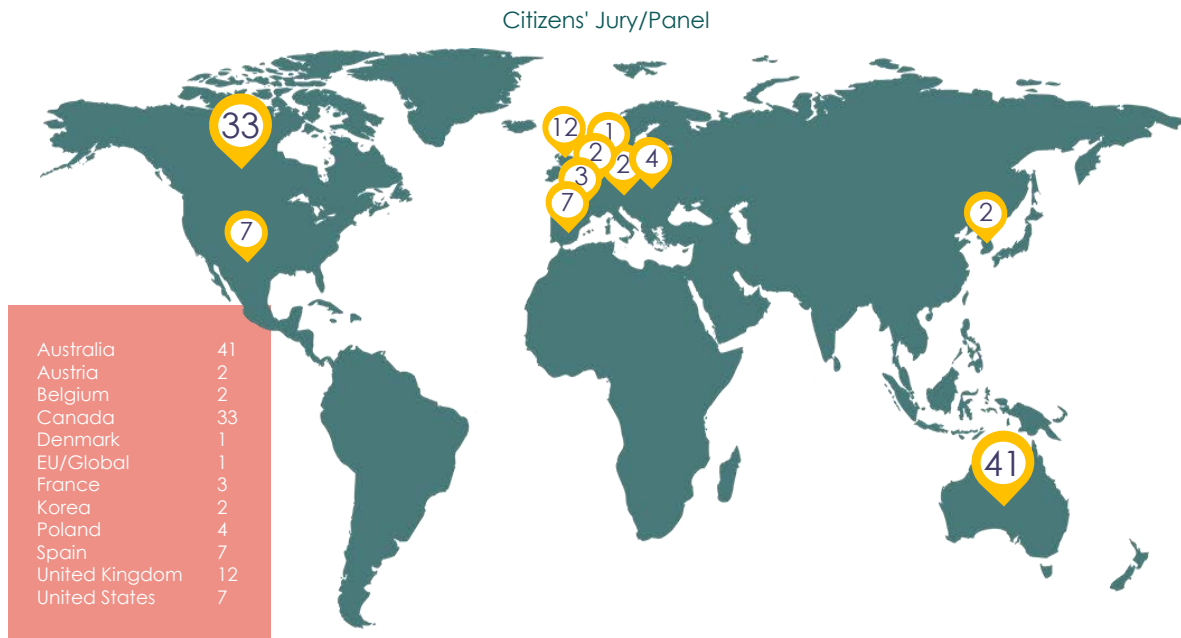 Citizens' Jury/Panel
33
12
1
2
2
4
3
7
7
2
41
Australia 41
Austria 2
Belgium 2
Canada 33
Denmark 1
EU/Global 1
France 3
Korea 2
Poland 4
Spain 7
United Kingdom 12
United States 7